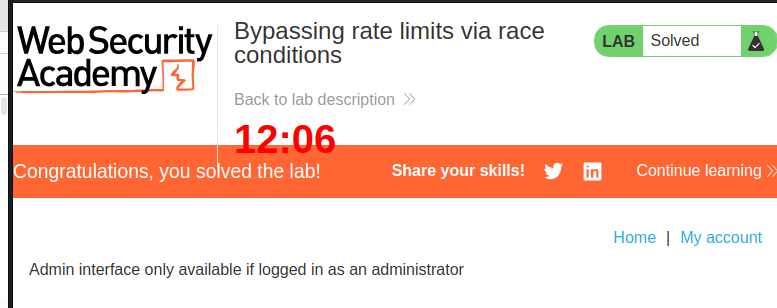 Web Security
Academy
Bypassing rate limits via race
conditions
LAB Solved
Back to lab description
12:06
Congratulations, you solved the lab! Share your skills! Continue learning
Home | My account
Admin interface only available if logged in as an administrator